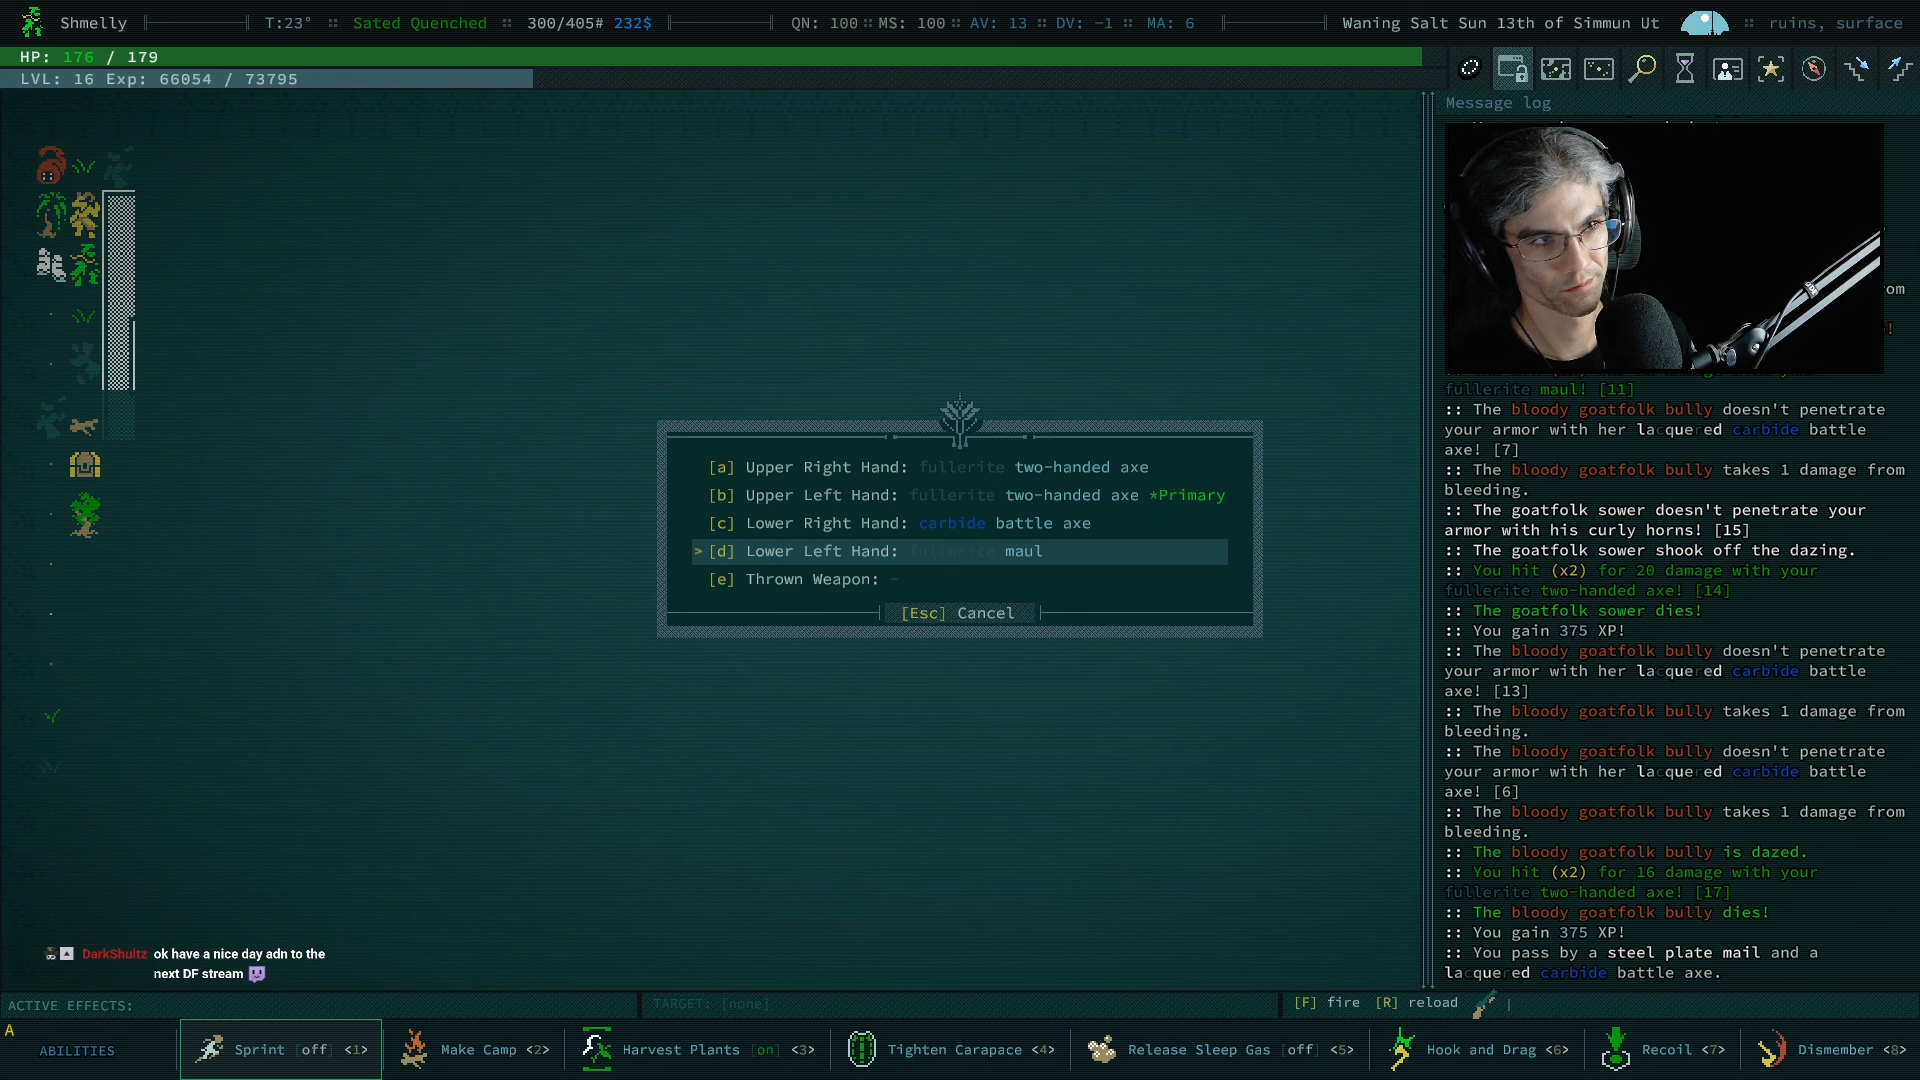 Shmelly T:23° :: Sated Quenched :: 300/405# 232$ QN: 100 :: MS: 100 :: AV: 13 :: DV: -1 :: MA: 6 Waning Salt Sun 13th of Simmun Ut :: ruins, surface
HP: 176 / 179
LVL: 16 Exp: 66054 / 73795
Message log
om
!
fullerite maul! [11]
:: The bloody goatfolk bully doesn't penetrate
your armor with her lacquered carbide battle
axe! [7]
:: The bloody goatfolk bully takes 1 damage from
bleeding.
:: The goatfolk sower doesn't penetrate your
armor with his curly horns! [15]
:: The goatfolk sower shook off the dazing.
:: You hit (x2) for 20 damage with your
fullerite two-handed axe! [14]
:: The goatfolk sower dies!
:: You gain 375 XP!
:: The bloody goatfolk bully doesn't penetrate
your armor with her lacquered carbide battle
axe! [13]
:: The bloody goatfolk bully takes 1 damage from
bleeding.
:: The bloody goatfolk bully doesn't penetrate
your armor with her lacquered carbide battle
axe! [6]
:: The bloody goatfolk bully takes 1 damage from
bleeding.
:: The bloody goatfolk bully is dazed.
:: You hit (x2) for 16 damage with your
fullerite two-handed axe! [17]
:: The bloody goatfolk bully dies!
:: You gain 375 XP!
:: You pass by a steel plate mail and a
lacquered carbide battle axe.
[a] Upper Right Hand: fullerite two-handed axe
[b] Upper Left Hand: fullerite two-handed axe *Primary
[c] Lower Right Hand: carbide battle axe
> [d] Lower Left Hand: fullerite maul
[e] Thrown Weapon: -
[Esc] Cancel
DarkShultz ok have a nice day adn to the
next DF stream
ACTIVE EFFECTS: TARGET: [none] [F] fire [R] reload
A
ABILITIES Sprint [off] <1> Make Camp <2> Harvest Plants [on] <3> Tighten Carapace <4> Release Sleep Gas [off] <5> Hook and Drag <6> Recoil <7> Dismember <8>